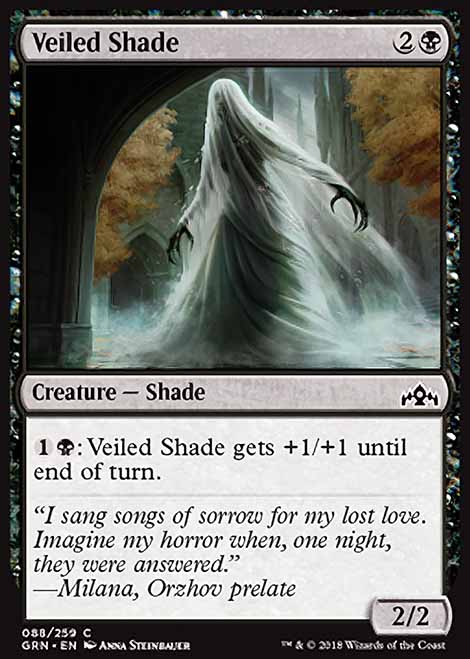 Veiled Shade 2
Creature — Shade
1 : Veiled Shade gets +1/+1 until
end of turn.
“I sang songs of sorrow for my lost love.
Imagine my horror when, one night,
they were answered.”
—Milana, Orzhov prelate
2/2
088/259 C
GRN • EN Anna Steinbauer
™ & © 2018 Wizards of the Coast